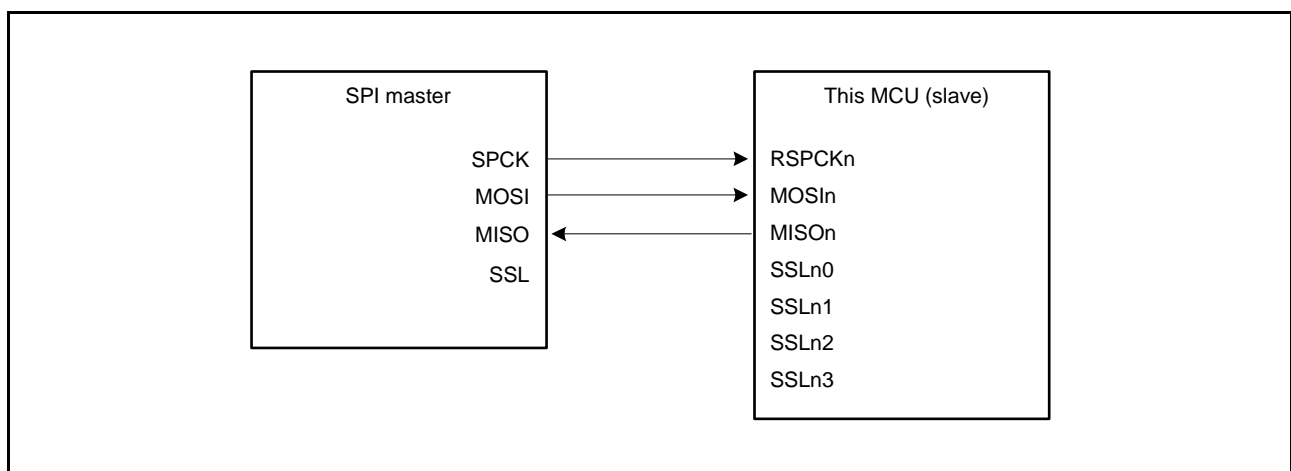 SPI master
SPCK
MOSI
MISO
SSL
This MCU (slave)
RSPCKn
MOSIn
MISOn
SSLn0
SSLn1
SSLn2
SSLn3